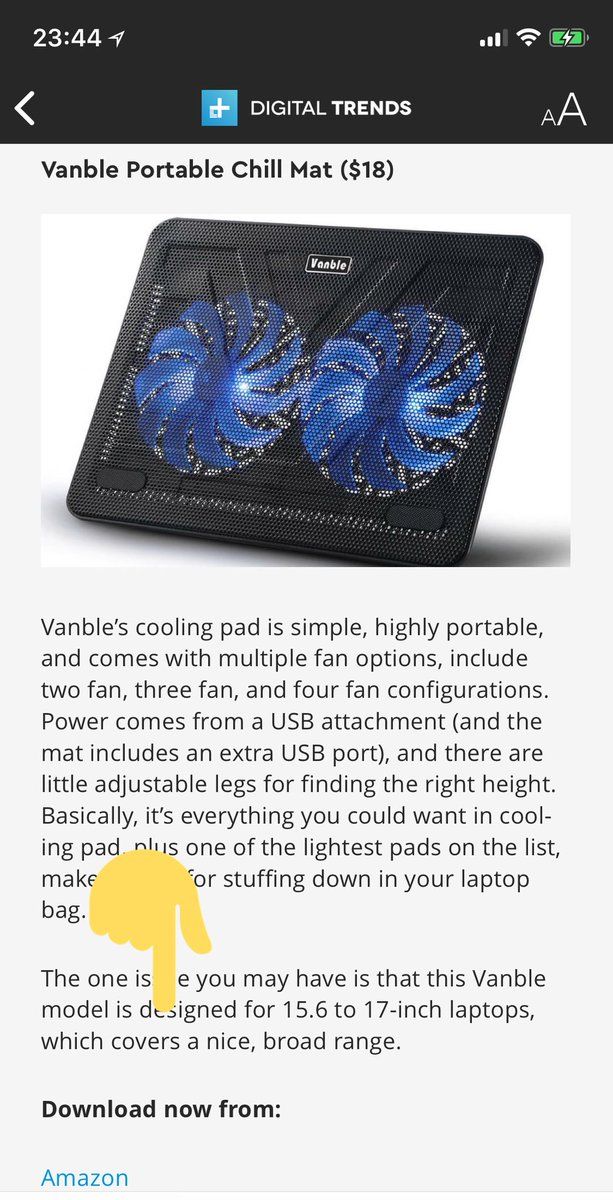 23:44
DIGITAL TRENDS
AA
Vanble Portable Chill Mat ($18)
Vanble
Vanble’s cooling pad is simple, highly portable,
and comes with multiple fan options, include
two fan, three fan, and four fan configurations.
Power comes from a USB attachment (and the
mat includes an extra USB port), and there are
little adjustable legs for finding the right height.
Basically, it’s everything you could want in cool-
ing pad, plus one of the lightest pads on the list,
make for stuffing down in your laptop
bag.
The one issue you may have is that this Vanble
model is designed for 15.6 to 17-inch laptops,
which covers a nice, broad range.
Download now from:
Amazon